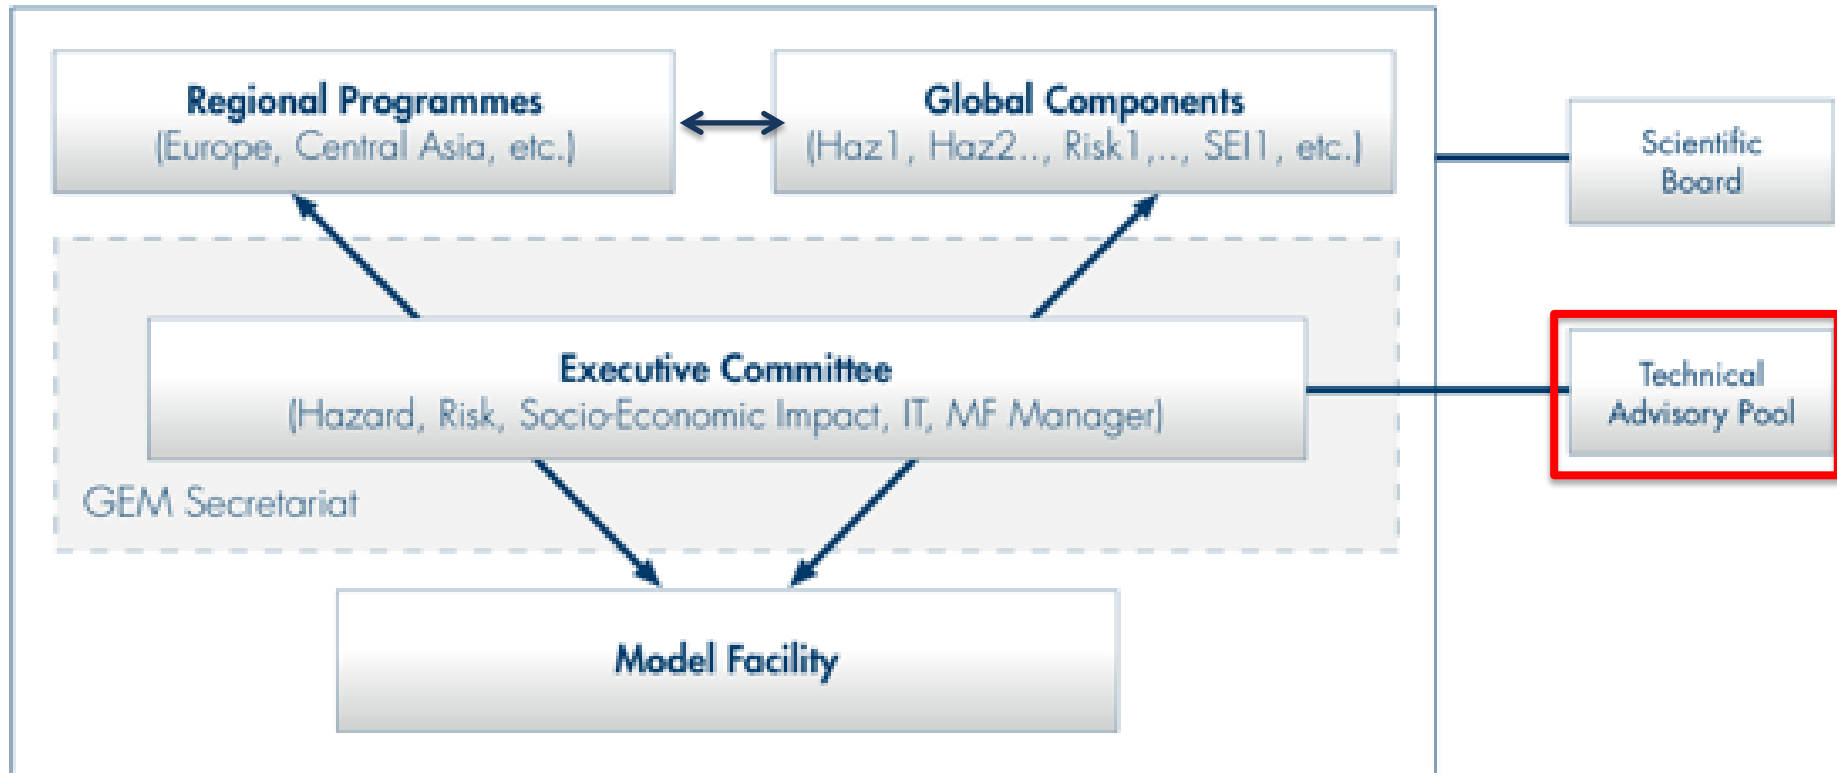 Regional Programmes
(Europe, Central Asia, etc.)
Global Components
(Haz1, Haz2.., Risk1,.., SEI1, etc.)
Scientific
Board
Executive Committee
(Hazard, Risk, Socio-Economic Impact, IT, MF Manager)
Technical
Advisory Pool
GEM Secretariat
Model Facility